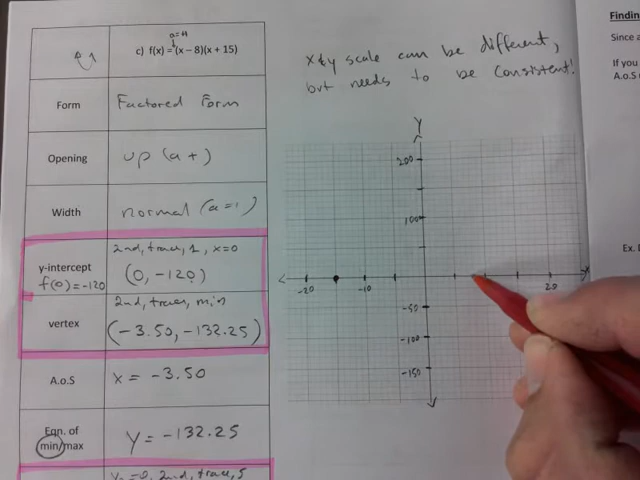 a=1
c) f(x) = (x − 8)(x + 15)
x & y scale can be different,
but needs to be consistent!
Form
Factored Form
Opening
up (a+)
Width
normal (a=1)
y-intercept
f(0)=-120
2nd, trace, 1, x=0
(0, -120)
vertex
2nd, trace, min
(-3.50, -132.25)
A.o.S
x = -3.50
Eqn. of
min/max
y = -132.25
2nd, trace, 5
Y
200
100
-20
-10
20
-50
-100
-150
Finding
Since a
If you
A.o.S
Ex. D